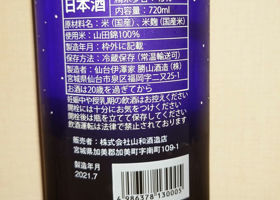 日本酒
内容量：720ml
原材料名：米（国産）、米麹（国産）
使用米：山田錦100%
製造年月：枠外に記載
保存方法：冷蔵保存（常温輸送可）
製造者：仙台伊澤家 勝山酒造㈱
宮城県仙台市泉区福岡字二又25-1
お酒は20歳を過ぎてから
妊娠中や授乳期の飲酒はお控えください
開栓には十分にお気をつけください
開栓後は瓶を立てて保存してください
飲酒運転は法律で禁止されております
販売者：株式会社山和酒造店
宮城県加美郡加美町字南町109-1
製造年月
2021.7
4986378130005